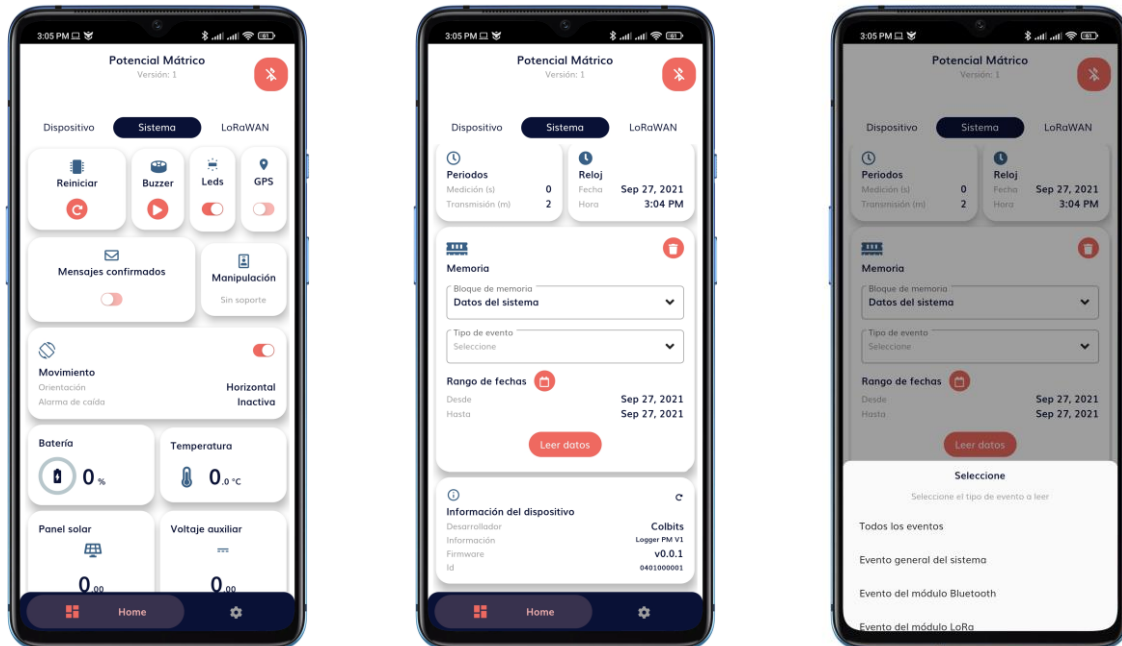 3:05 PM
Potencial Mátrico
Versión: 1
Dispositivo Sistema LoRaWAN
Reiniciar Buzzer Leds GPS
Mensajes confirmados
Manipulación
Sin soporte
Movimiento
Orientación Horizontal
Alarma de caída Inactiva
Batería
0 %
Temperatura
0.0 °C
Panel solar
0.00
Voltaje auxiliar
0.00
Home
3:05 PM
Potencial Mátrico
Versión: 1
Dispositivo Sistema LoRaWAN
Periodos
Medición (s) 0
Transmisión (m) 2
Reloj
Fecha Sep 27, 2021
Hora 3:04 PM
Memoria
Bloque de memoria
Datos del sistema
Tipo de evento
Seleccione
Rango de fechas
Desde Sep 27, 2021
Hasta Sep 27, 2021
Leer datos
Información del dispositivo
Desarrollador Colbits
Información Logger PM V1
Firmware v0.0.1
Id 0401000001
Home
3:05 PM
Potencial Mátrico
Versión: 1
Dispositivo Sistema LoRaWAN
Periodos
Medición (s) 0
Transmisión (m) 2
Reloj
Fecha Sep 27, 2021
Hora 3:04 PM
Memoria
Bloque de memoria
Datos del sistema
Tipo de evento
Seleccione
Rango de fechas
Desde Sep 27, 2021
Hasta Sep 27, 2021
Leer datos
Seleccione
Seleccione el tipo de evento a leer
Todos los eventos
Evento general del sistema
Evento del módulo Bluetooth
Evento del módulo LoRa